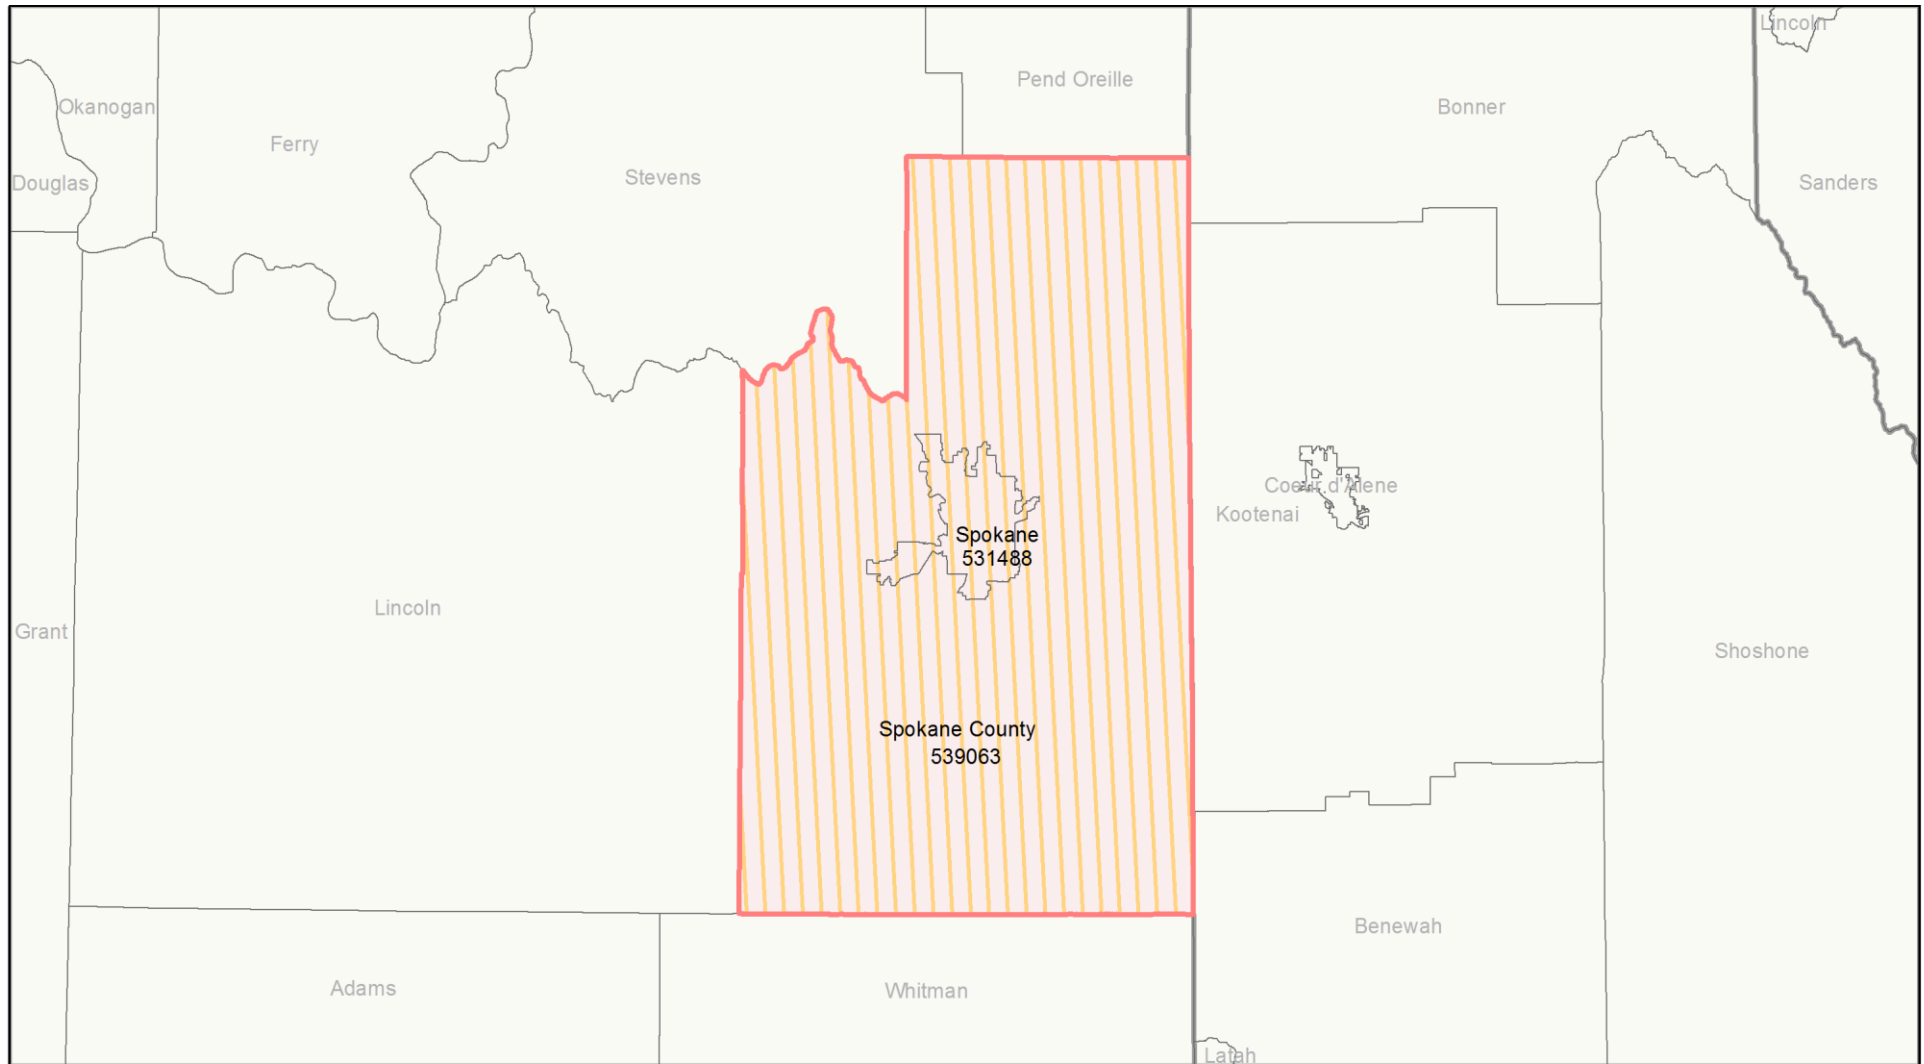 Lincoln
Pend Oreille
Okanogan
Bonner
Ferry
Stevens
Douglas
Sanders
Coeur d'Alene
Kootenai
Spokane
531488
Lincoln
Grant
Shoshone
Spokane County
539063
Benewah
Adams
Whitman
Latah